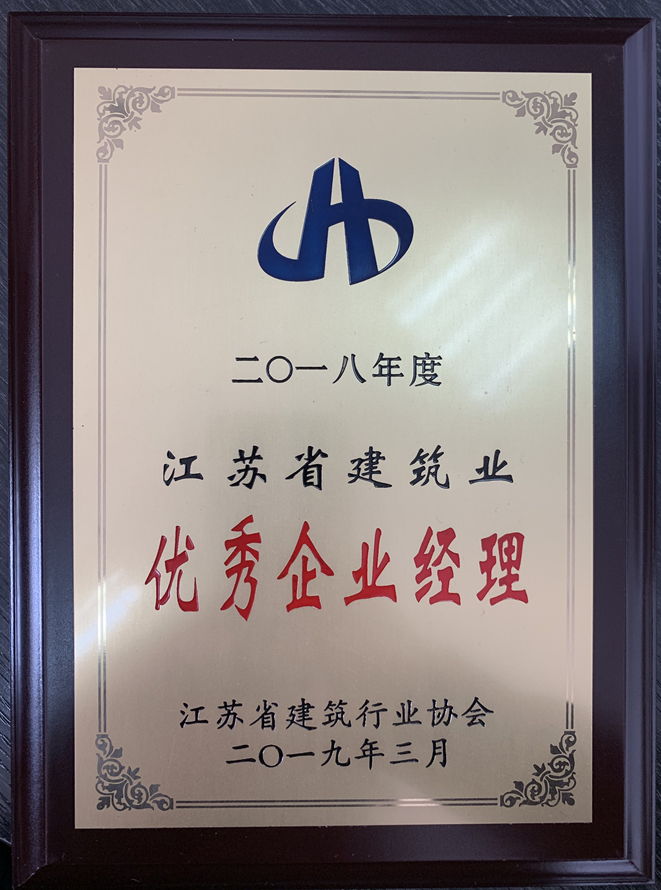 二〇一八年度
江苏省建筑业
优秀企业经理
江苏省建筑行业协会
二〇一九年三月